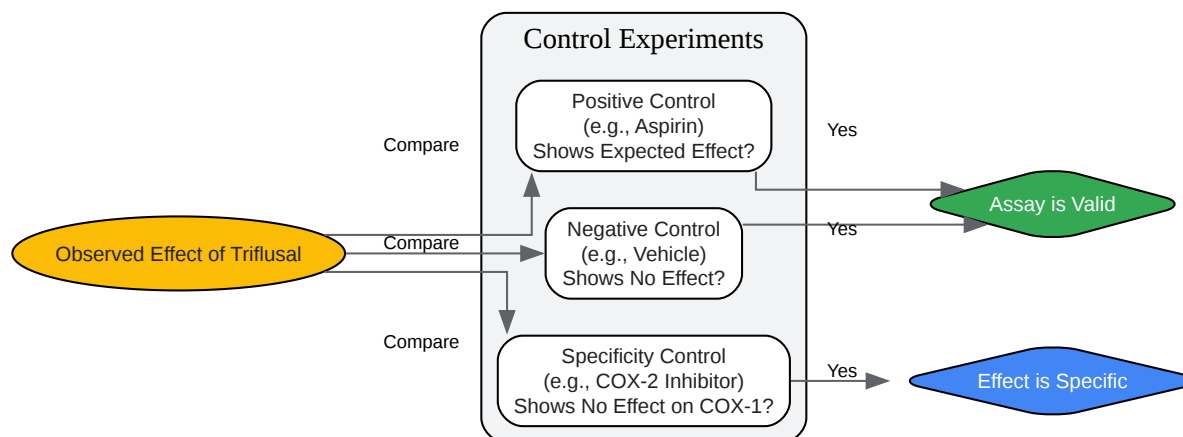 Control Experiments
Positive Control
(e.g., Aspirin)
Shows Expected Effect?
Compare
Yes
Assay is Valid
Observed Effect of Triflusal
Compare
Negative Control
(e.g., Vehicle)
Shows No Effect?
Yes
Compare
Specificity Control
(e.g., COX-2 Inhibitor)
Shows No Effect on COX-1?
Yes
Effect is Specific